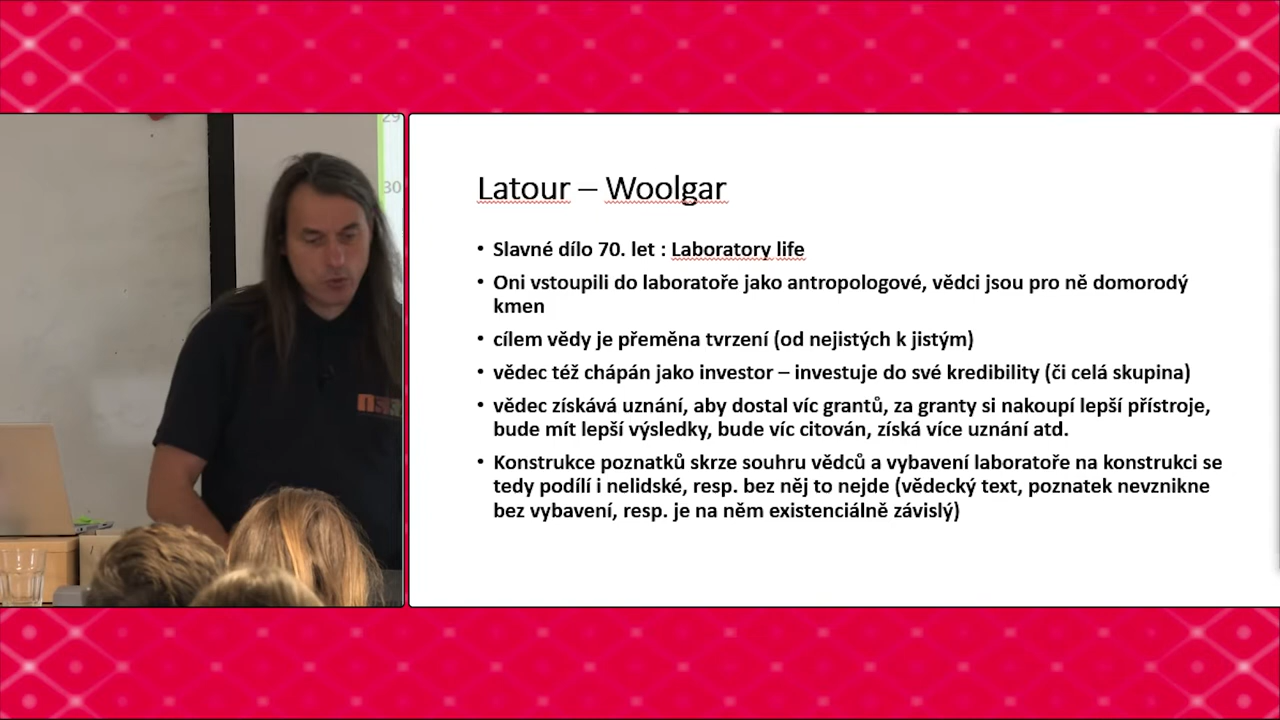 29
30
Latour – Woolgar
• Slavné dílo 70. let : Laboratory life
• Oni vstoupili do laboratoře jako antropologové, vědci jsou pro ně domorodý
kmen
• cílem vědy je přeměna tvrzení (od nejistých k jistým)
• vědec též chápán jako investor – investuje do své kredibility (či celá skupina)
• vědec získává uznání, aby dostal víc grantů, za granty si nakoupí lepší přístroje,
bude mít lepší výsledky, bude víc citován, získá více uznání atd.
• Konstrukce poznatků skrze souhru vědců a vybavení laboratoře na konstrukci se
tedy podílí i nelidské, resp. bez něj to nejde (vědecký text, poznatek nevznikne
bez vybavení, resp. je na něm existenciálně závislý)